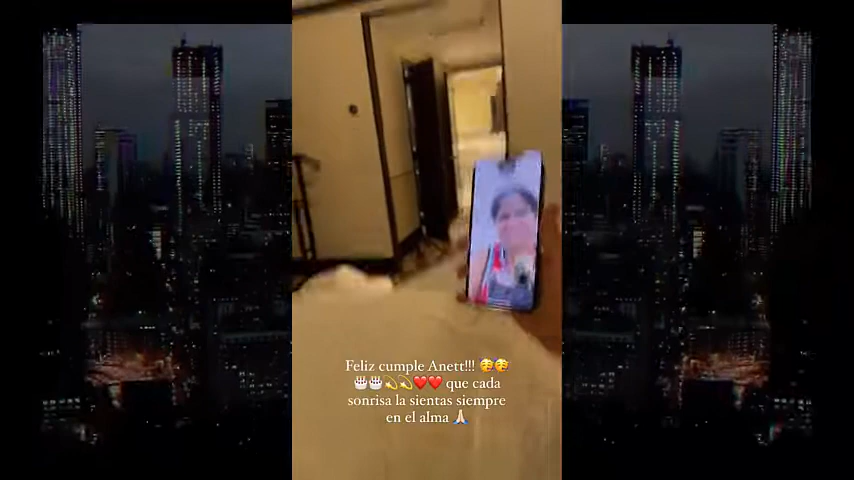 Feliz cumple Anett!!! 🥳🥳
🎂🎂💫💫❤️❤️ que cada
sonrisa la sientas siempre
en el alma 🙏🏻